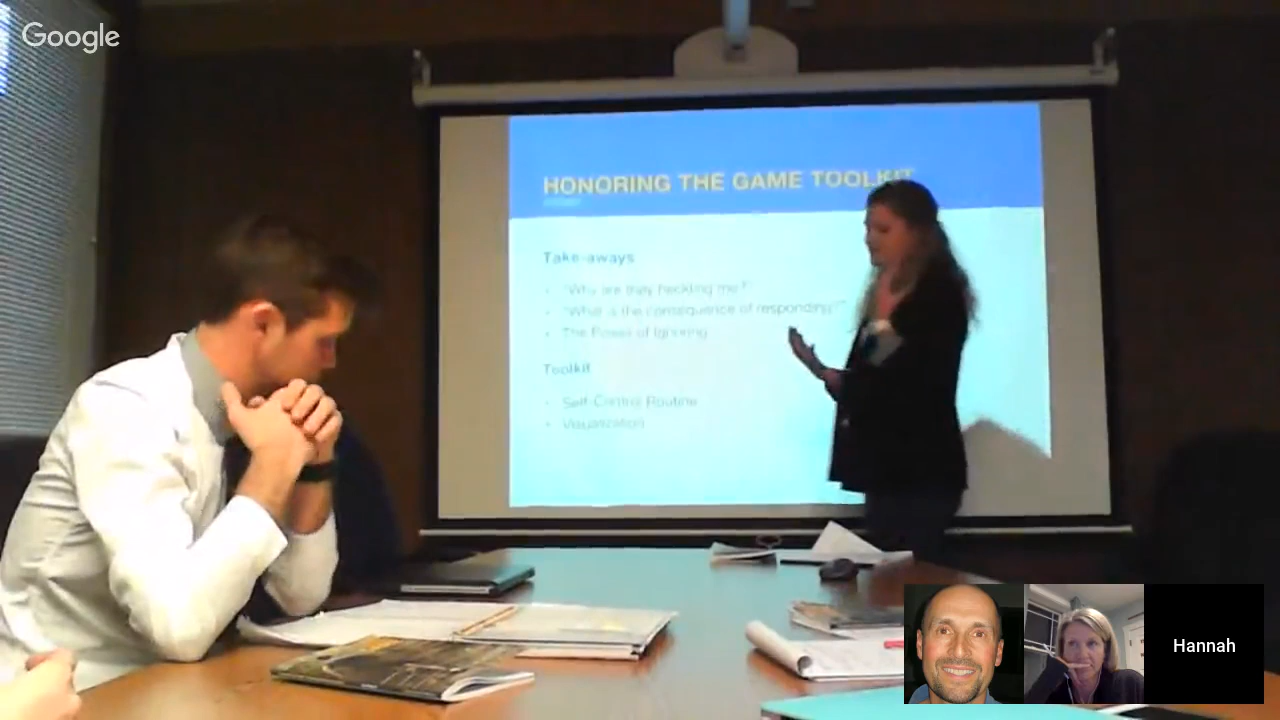 Google
HONORING THE GAME TOOLKIT
Take-aways
"Why are they heckling me?"
"What is the consequence of responding?"
The Power of Ignoring
Toolkit
Self-Control Routine
Visualization
Hannah